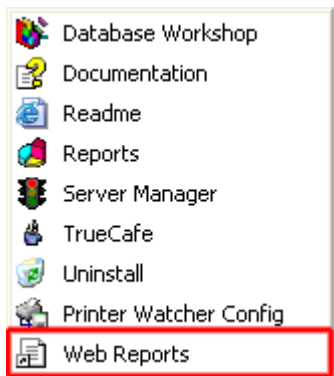 Database Workshop
Documentation
Readme
Reports
Server Manager
TrueCafe
Uninstall
Printer Watcher Config
Web Reports